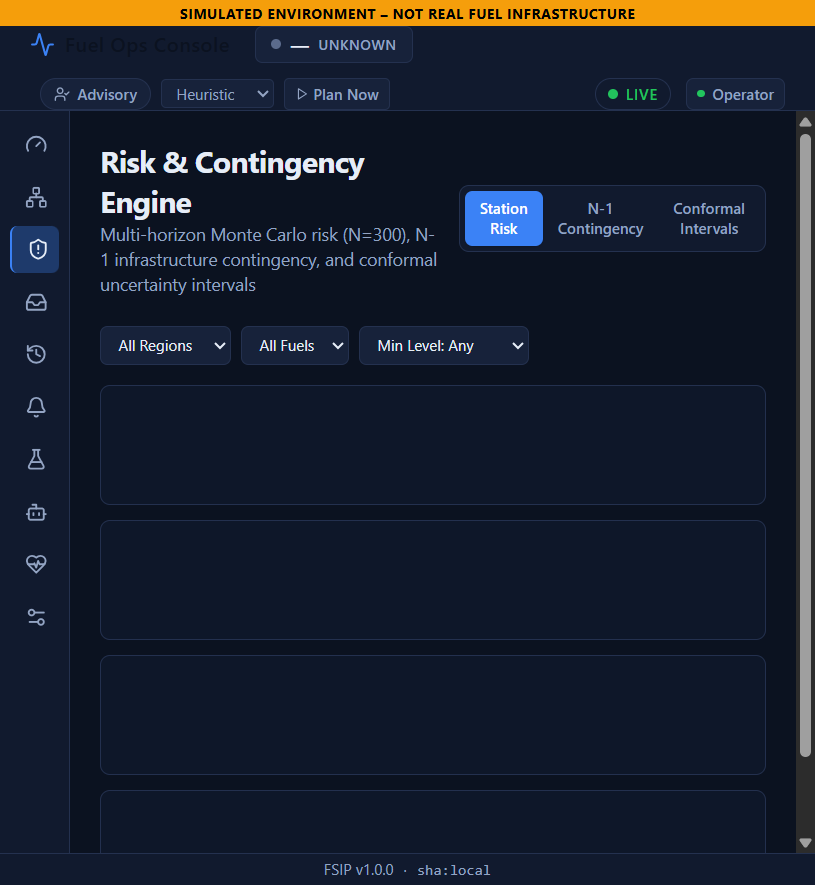 SIMULATED ENVIRONMENT – NOT REAL FUEL INFRASTRUCTURE
Fuel Ops Console
— UNKNOWN
Advisory
Heuristic
Plan Now
LIVE
Operator
Risk & Contingency
Engine
Multi-horizon Monte Carlo risk (N=300), N-
1 infrastructure contingency, and conformal
uncertainty intervals
Station
Risk
N-1
Contingency
Conformal
Intervals
All Regions
All Fuels
Min Level: Any
FSIP v1.0.0 · sha:local